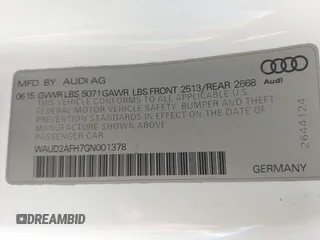 MFD. BY AUDI AG
06 15 GVWR LBS 5071 GAWR LBS FRONT 2513/REAR 2668
THIS VEHICLE CONFORMS TO ALL APPLICABLE U.S.
FEDERAL MOTOR VEHICLE SAFETY, BUMPER AND THEFT
PREVENTION STANDARDS IN EFFECT ON THE DATE OF
MANUFACTURE SHOWN ABOVE.
PASSENGER CAR
WAUD2AFH7GN001378
GERMANY
Audi
2644124
DREAMBID